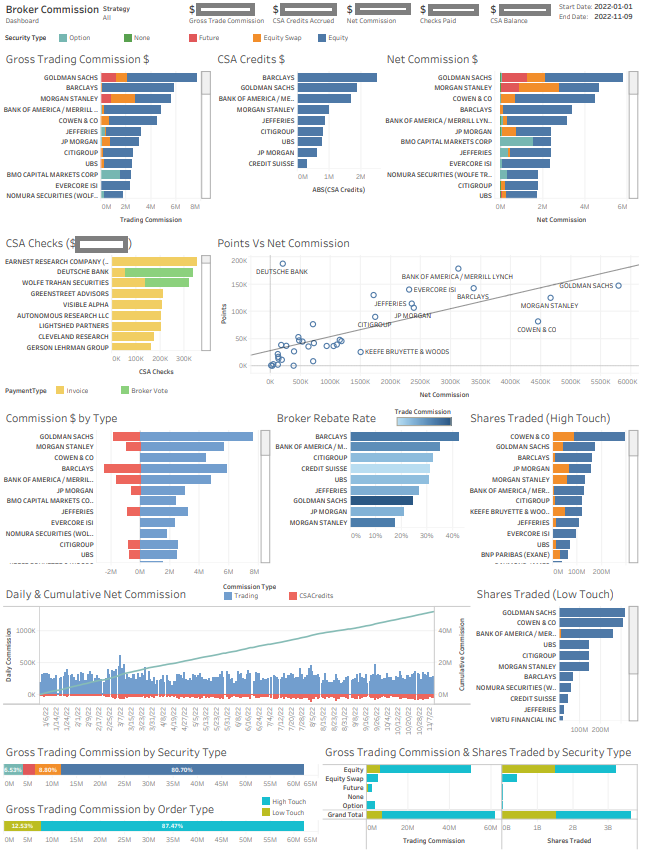 Broker Commission Strategy
Dashboard All
$ Gross Trading Commission
$ CSA Credits Accrued
$ Net Commission
$ Checks Paid
$ CSA Balance
Start Date: 2022-01-01
End Date: 2022-11-09
Security Type Option None Future Equity Swap Equity
Gross Trading Commission $
GOLDMAN SACHS
BARCLAYS
MORGAN STANLEY
BANK OF AMERICA / MERRILL ..
COWEN & CO
JEFFERIES
JP MORGAN
CITIGROUP
UBS
BMO CAPITAL MARKETS CORP
EVERCORE ISI
NOMURA SECURITIES (WOLF..
0M 2M 4M 6M 8M
Trading Commission
CSA Credits $
BARCLAYS
GOLDMAN SACHS
BANK OF AMERICA / ME..
MORGAN STANLEY
JEFFERIES
CITIGROUP
UBS
JP MORGAN
CREDIT SUISSE
0M 1M 2M
ABS(CSA Credits)
Net Commission $
GOLDMAN SACHS
MORGAN STANLEY
COWEN & CO
BARCLAYS
BANK OF AMERICA / MERRILL LYN..
JP MORGAN
BMO CAPITAL MARKETS CORP
JEFFERIES
EVERCORE ISI
NOMURA SECURITIES (WOLFE TR..
CITIGROUP
UBS
0M 2M 4M 6M
Net Commission
CSA Checks ($ )
EARNEST RESEARCH COMPANY (..
DEUTSCHE BANK
WOLFE TRAHAN SECURITIES
GREENSTREET ADVISORS
VISIBLE ALPHA
AUTONOMOUS RESEARCH LLC
LIGHTSHED PARTNERS
CLEVELAND RESEARCH
GERSON LEHRMAN GROUP
0K 100K 200K 300K
CSA Checks
PaymentType Invoice Broker Vote
Points Vs Net Commission
200K
150K
100K
50K
0K
Points
DEUTSCHE BANK
BANK OF AMERICA / MERRILL LYNCH
GOLDMAN SACHS
EVERCORE ISI
BARCLAYS
JEFFERIES
MORGAN STANLEY
JP MORGAN
CITIGROUP
COWEN & CO
KEEFE BRUYETTE & WOODS
0K 500K 1000K 1500K 2000K 2500K 3000K 3500K 4000K 4500K 5000K 5500K 6000K
Net Commission
Commission $ by Type
GOLDMAN SACHS
MORGAN STANLEY
COWEN & CO
BARCLAYS
BANK OF AMERICA / MERRIL..
JP MORGAN
BMO CAPITAL MARKETS CO..
JEFFERIES
EVERCORE ISI
NOMURA SECURITIES (WOL..
CITIGROUP
UBS
-2M 0M 2M 4M 6M 8M
Commission Type
Trading CSACredits
Broker Rebate Rate
Trade Commission
BARCLAYS
BANK OF AMERICA / M..
CITIGROUP
CREDIT SUISSE
UBS
JEFFERIES
GOLDMAN SACHS
JP MORGAN
MORGAN STANLEY
0% 10% 20% 30% 40%
Shares Traded (High Touch)
COWEN & CO
GOLDMAN SACHS
BARCLAYS
JP MORGAN
MORGAN STANLEY
BANK OF AMERICA / MER..
CITIGROUP
KEEFE BRUYETTE & WOO..
JEFFERIES
EVERCORE ISI
UBS
BNP PARIBAS (EXANE)
0M 100M 200M
Daily & Cumulative Net Commission
Daily Commission
1000K
500K
0K
40M
20M
0M
Cumulative Commission
Shares Traded (Low Touch)
GOLDMAN SACHS
COWEN & CO
BANK OF AMERICA / MER..
UBS
CITIGROUP
MORGAN STANLEY
BARCLAYS
NOMURA SECURITIES (W..
CREDIT SUISSE
JEFFERIES
VIRTU FINANCIAL INC
100M 200M
Gross Trading Commission by Security Type
6.53% 8.80% 80.70%
0M 5M 10M 15M 20M 25M 30M 35M 40M 45M 50M 55M 60M 65M
High Touch
Low Touch
Gross Trading Commission by Order Type
12.53% 87.47%
0M 5M 10M 15M 20M 25M 30M 35M 40M 45M 50M 55M 60M 65M
Gross Trading Commission & Shares Traded by Security Type
Equity
Equity Swap
Future
None
Option
Grand Total
0M 20M 40M 60M
Trading Commission
0B 1B 2B 3B
Shares Traded